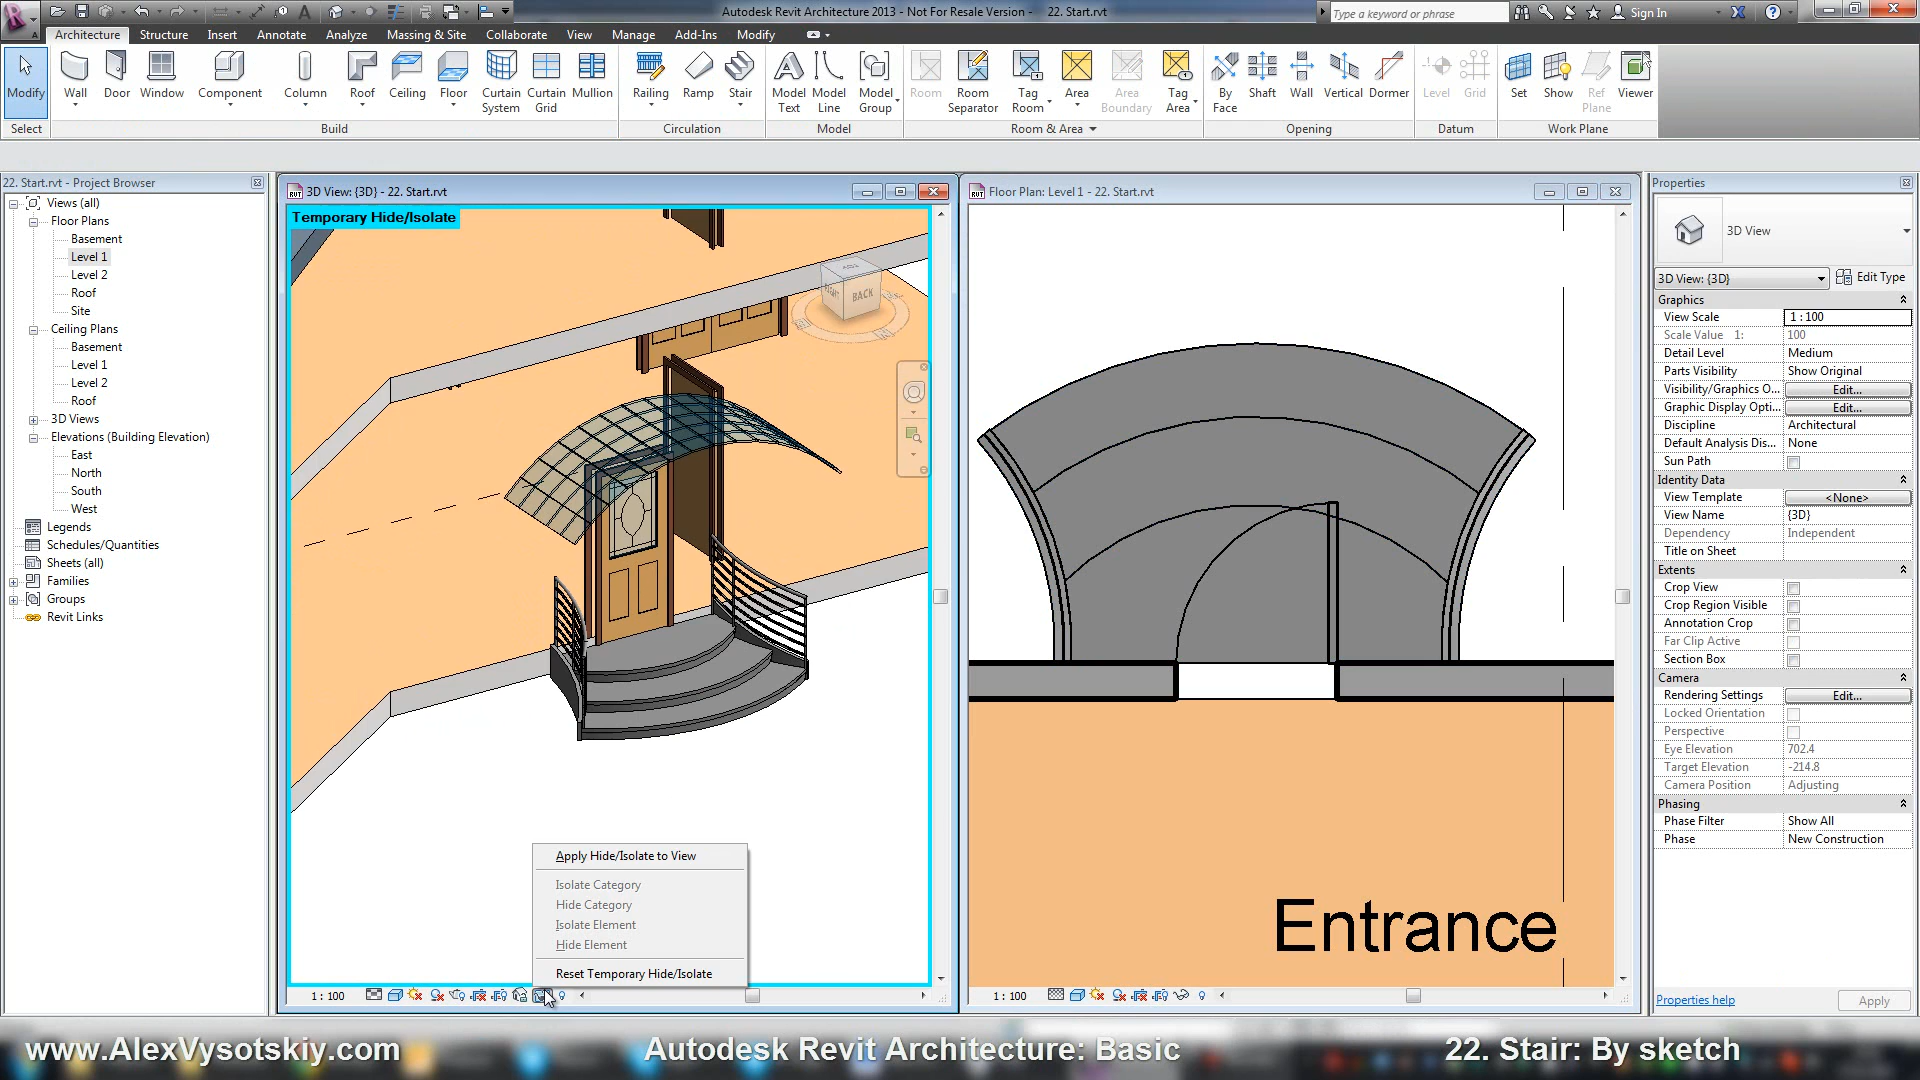 Autodesk Revit Architecture 2013 - Not For Resale Version - 22. Start.rvt
Type a keyword or phrase
Sign In
Architecture Structure Insert Annotate Analyze Massing & Site Collaborate View Manage Add-Ins Modify
Modify Wall Door Window Component Column Roof Ceiling Floor Curtain System Curtain Grid Mullion Railing Ramp Stair Model Text Model Line Model Group Room Room Separator Tag Room Area Area Boundary Tag Area By Face Shaft Wall Vertical Dormer Level Grid Set Show Ref Plane Viewer
Select Build Circulation Model Room & Area Opening Datum Work Plane
22. Start.rvt - Project Browser
Views (all)
Floor Plans
Basement
Level 1
Level 2
Roof
Site
Ceiling Plans
Basement
Level 1
Level 2
Roof
3D Views
Elevations (Building Elevation)
East
North
South
West
Legends
Schedules/Quantities
Sheets (all)
Families
Groups
Revit Links
3D View: {3D} - 22. Start.rvt
Temporary Hide/Isolate
BACK
Apply Hide/Isolate to View
Isolate Category
Hide Category
Isolate Element
Hide Element
Reset Temporary Hide/Isolate
1 : 100
Floor Plan: Level 1 - 22. Start.rvt
Entrance
1 : 100
Properties
3D View
3D View: {3D} Edit Type
Graphics
View Scale 1 : 100
Scale Value 1: 100
Detail Level Medium
Parts Visibility Show Original
Visibility/Graphics O... Edit...
Graphic Display Opti... Edit...
Discipline Architectural
Default Analysis Dis... None
Sun Path
Identity Data
View Template <None>
View Name {3D}
Dependency Independent
Title on Sheet
Extents
Crop View
Crop Region Visible
Annotation Crop
Far Clip Active
Section Box
Camera
Rendering Settings Edit...
Locked Orientation
Perspective
Eye Elevation 702.4
Target Elevation -214.8
Camera Position Adjusting
Phasing
Phase Filter Show All
Phase New Construction
Properties help Apply
www.AlexVysotskiy.com Autodesk Revit Architecture: Basic 22. Stair: By sketch